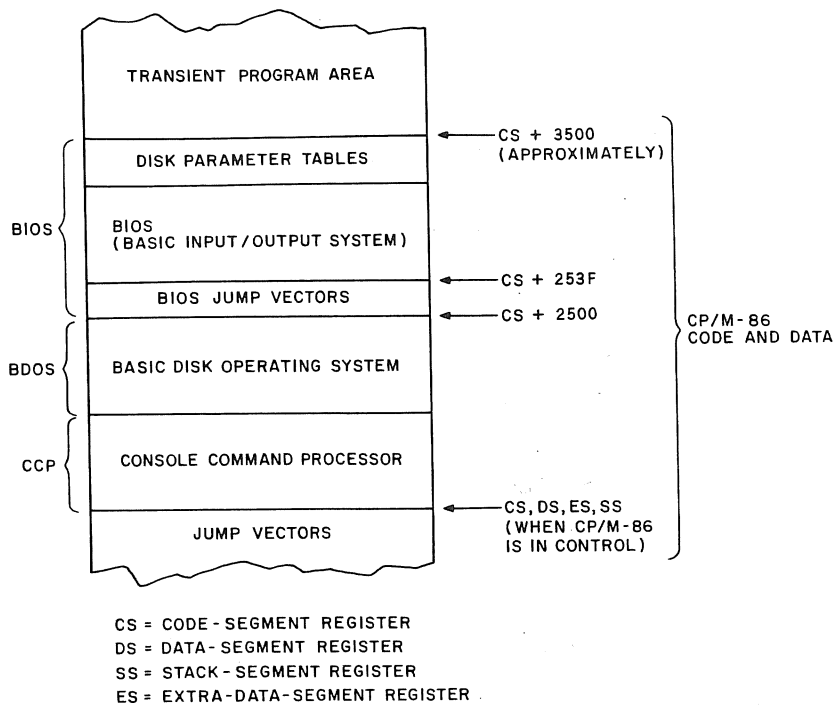 TRANSIENT PROGRAM AREA
CS + 3500
(APPROXIMATELY)
DISK PARAMETER TABLES
BIOS
BIOS
(BASIC INPUT/OUTPUT SYSTEM)
CS + 253F
BIOS JUMP VECTORS
CS + 2500
CP/M-86
CODE AND DATA
BDOS
BASIC DISK OPERATING SYSTEM
CCP
CONSOLE COMMAND PROCESSOR
CS, DS, ES, SS
(WHEN CP/M-86
IS IN CONTROL)
JUMP VECTORS
CS = CODE-SEGMENT REGISTER
DS = DATA-SEGMENT REGISTER
SS = STACK-SEGMENT REGISTER
ES = EXTRA-DATA-SEGMENT REGISTER